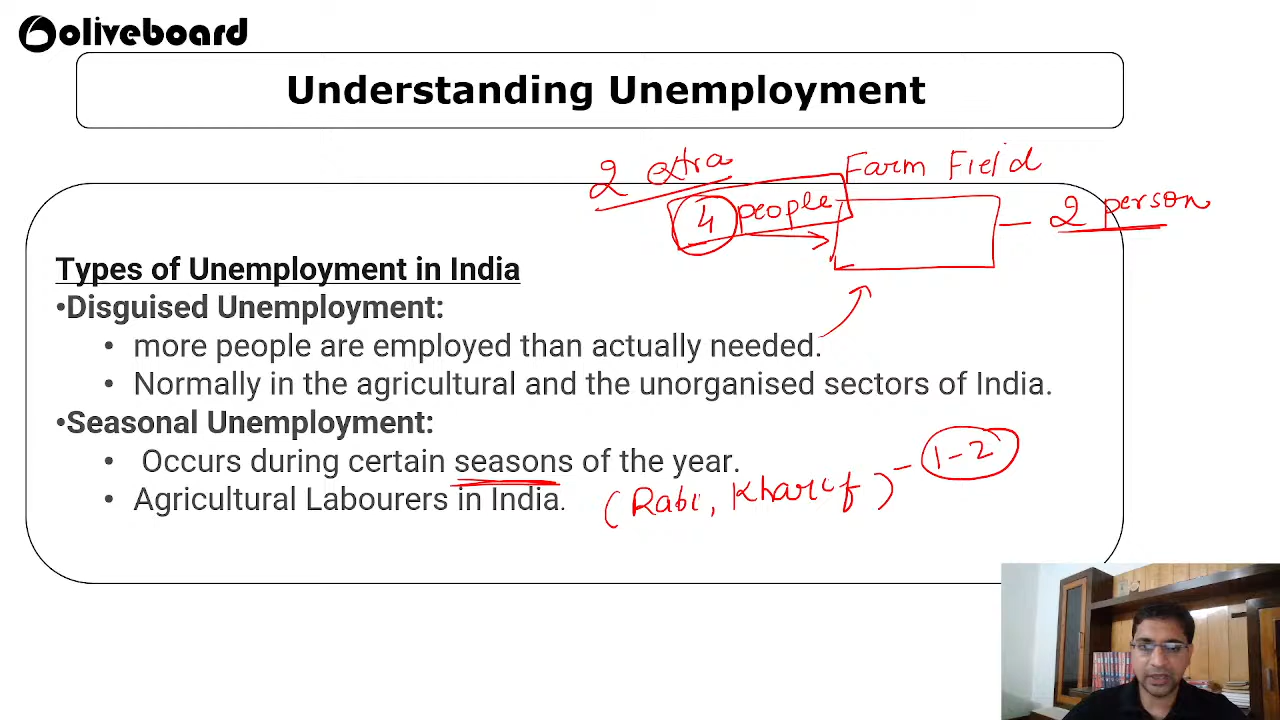 oliveboard
Understanding Unemployment
2 extra
Farm Field
4 people
2 person
Types of Unemployment in India
•Disguised Unemployment:
• more people are employed than actually needed.
• Normally in the agricultural and the unorganised sectors of India.
•Seasonal Unemployment:
• Occurs during certain seasons of the year.
• Agricultural Labourers in India.
(Rabi, Kharif) - 1-2